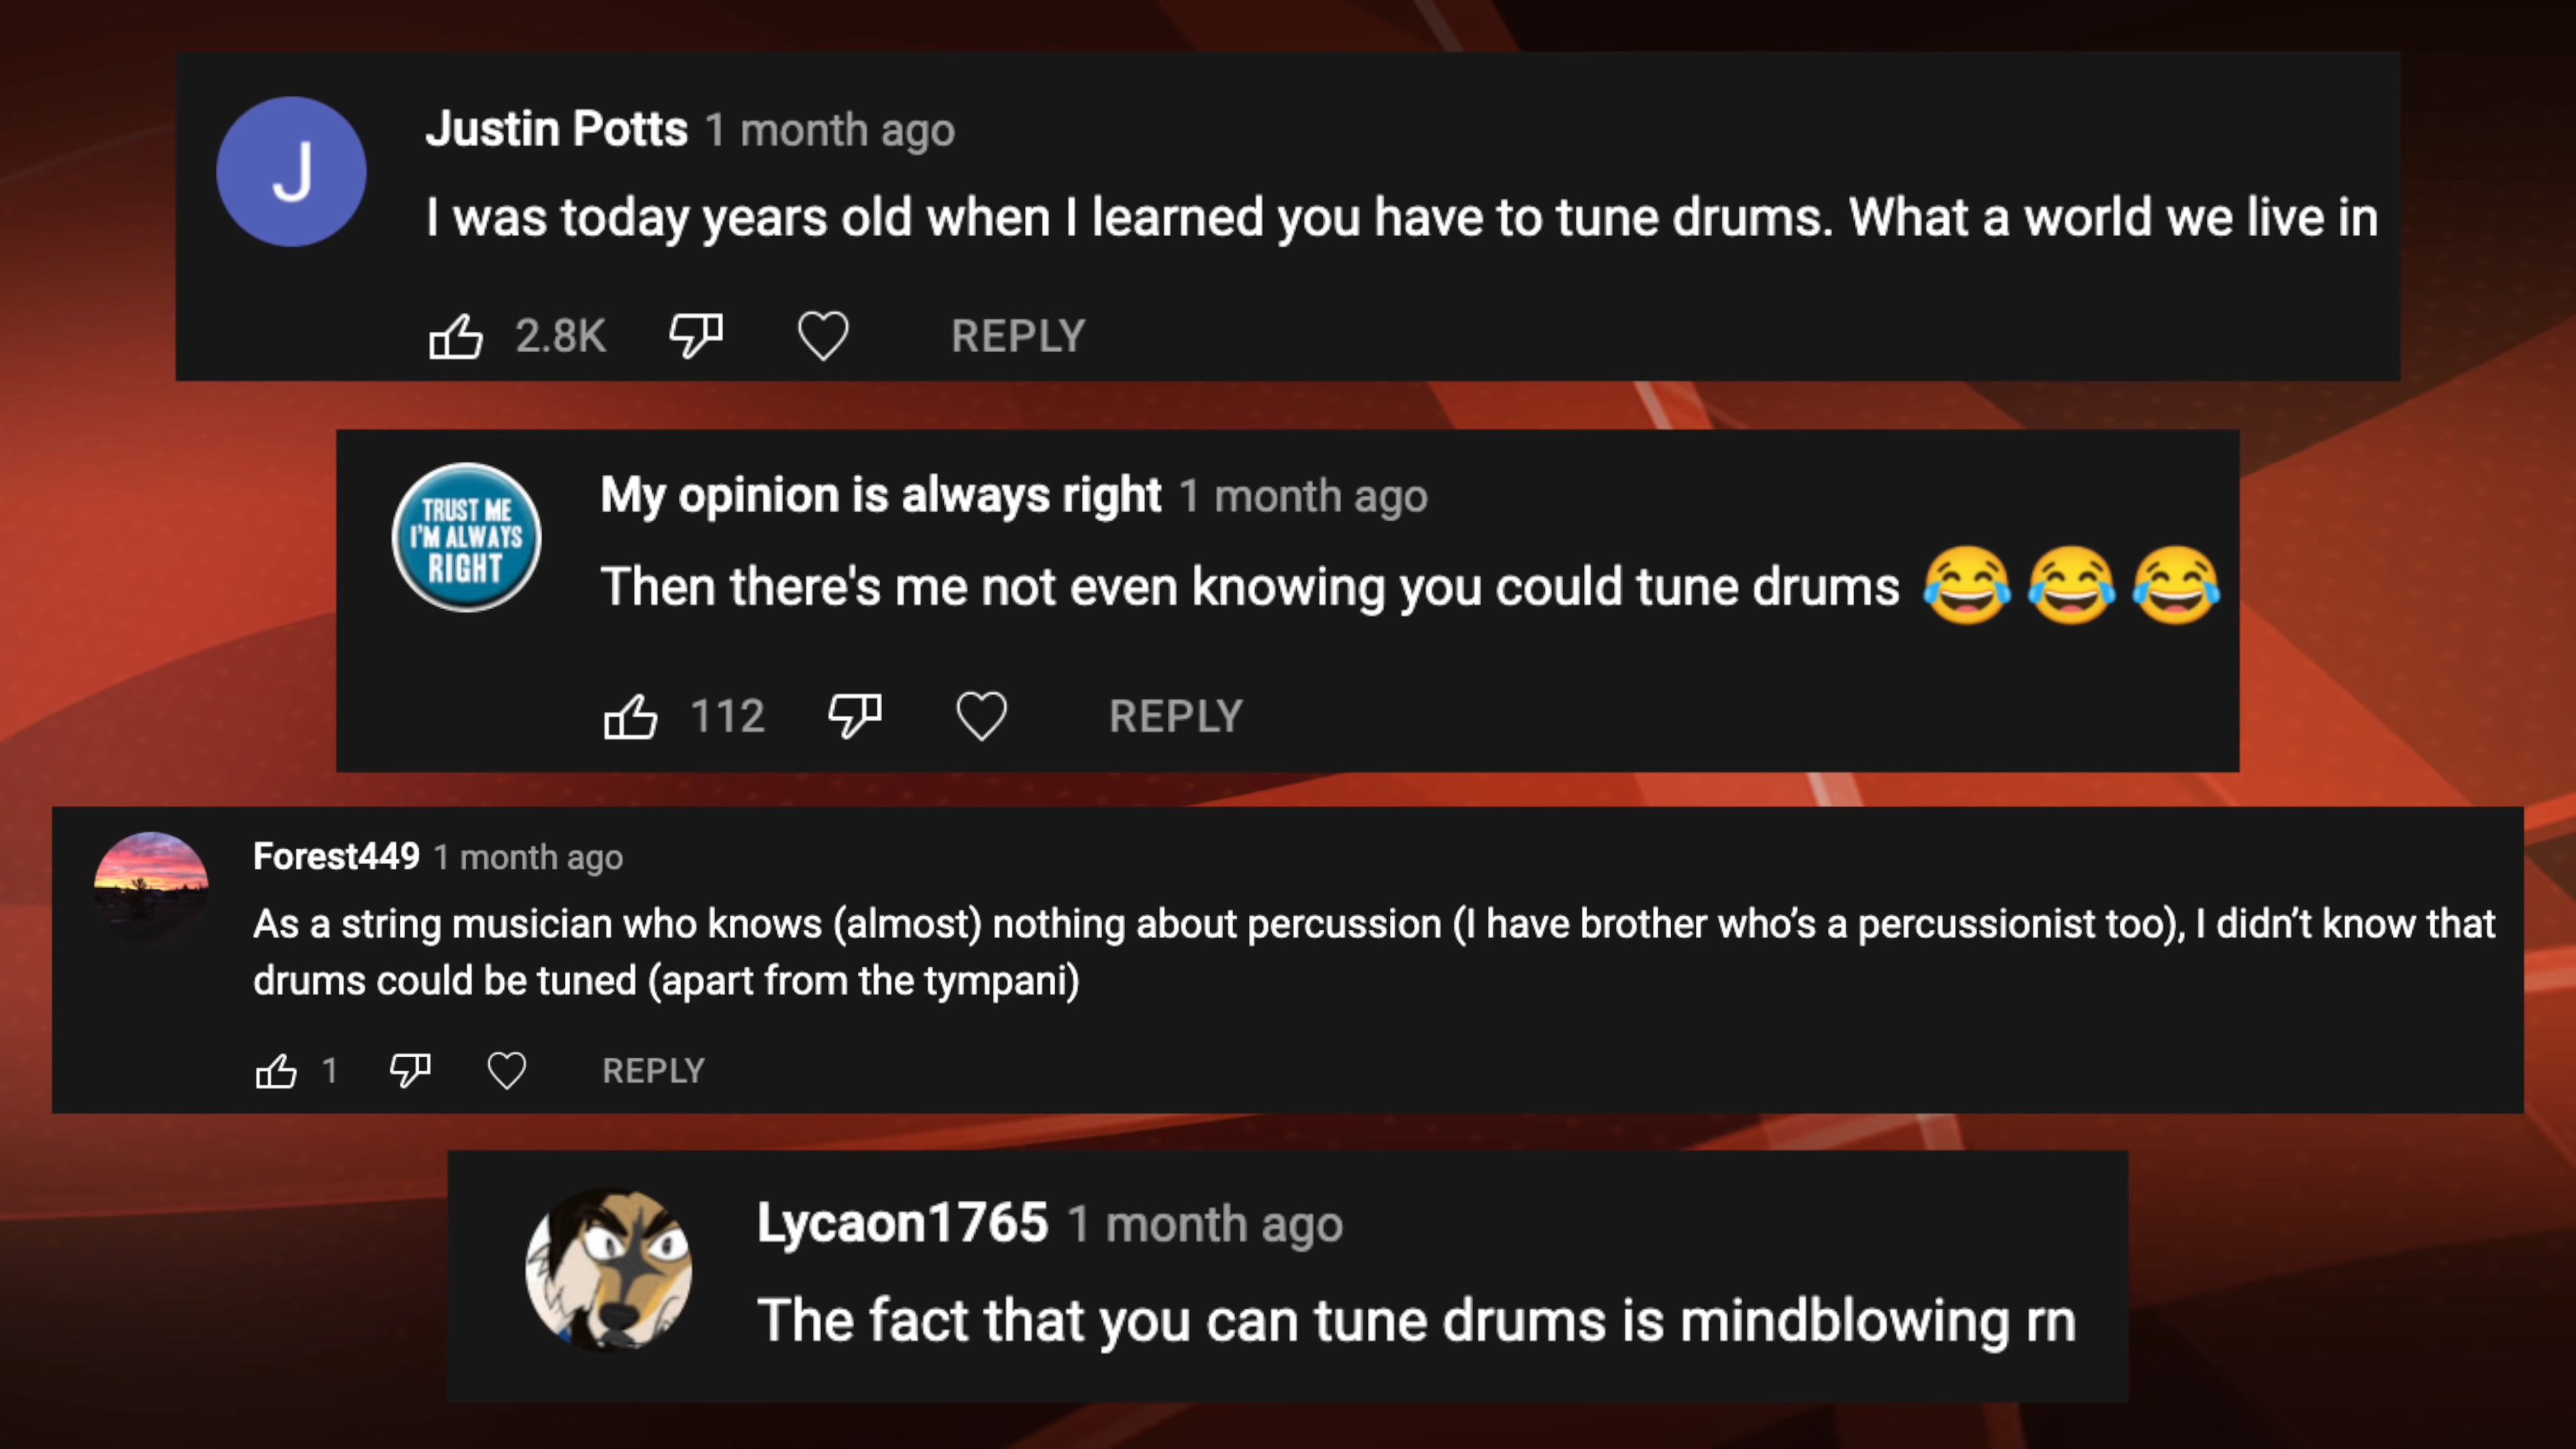 J
Justin Potts 1 month ago
I was today years old when I learned you have to tune drums. What a world we live in
2.8K REPLY
TRUST ME
I'M ALWAYS
RIGHT
My opinion is always right 1 month ago
Then there's me not even knowing you could tune drums 😂😂😂
112 REPLY
Forest449 1 month ago
As a string musician who knows (almost) nothing about percussion (I have brother who’s a percussionist too), I didn’t know that
drums could be tuned (apart from the tympani)
1 REPLY
Lycaon1765 1 month ago
The fact that you can tune drums is mindblowing rn